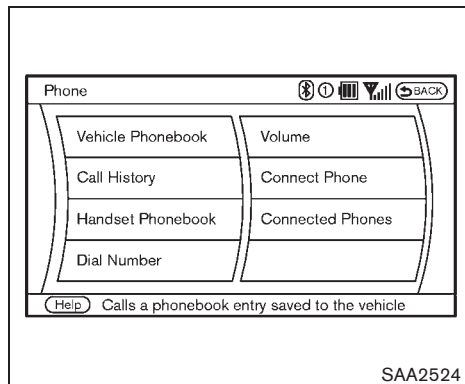 Phone 1 BACK
Vehicle Phonebook Volume
Call History Connect Phone
Handset Phonebook Connected Phones
Dial Number
Help Calls a phonebook entry saved to the vehicle
SAA2524